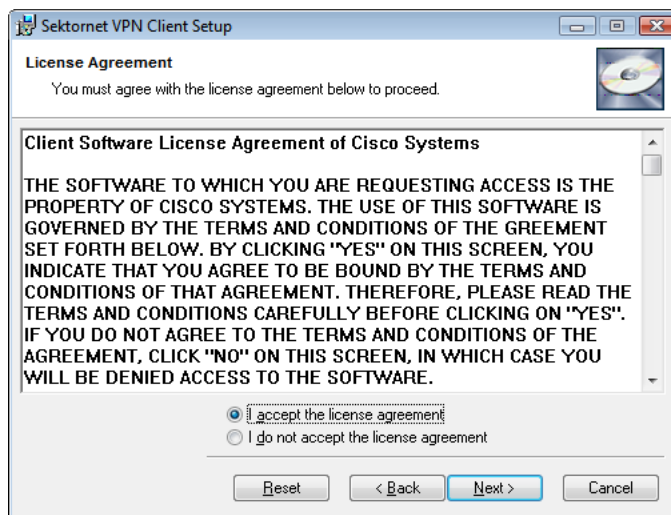 Sektornet VPN Client Setup
License Agreement
You must agree with the license agreement below to proceed.
Client Software License Agreement of Cisco Systems
THE SOFTWARE TO WHICH YOU ARE REQUESTING ACCESS IS THE
PROPERTY OF CISCO SYSTEMS. THE USE OF THIS SOFTWARE IS
GOVERNED BY THE TERMS AND CONDITIONS OF THE GREEMENT
SET FORTH BELOW. BY CLICKING "YES" ON THIS SCREEN, YOU
INDICATE THAT YOU AGREE TO BE BOUND BY THE TERMS AND
CONDITIONS OF THAT AGREEMENT. THEREFORE, PLEASE READ THE
TERMS AND CONDITIONS CAREFULLY BEFORE CLICKING ON "YES".
IF YOU DO NOT AGREE TO THE TERMS AND CONDITIONS OF THE
AGREEMENT, CLICK "NO" ON THIS SCREEN, IN WHICH CASE YOU
WILL BE DENIED ACCESS TO THE SOFTWARE.
I accept the license agreement
I do not accept the license agreement
Reset
< Back
Next >
Cancel